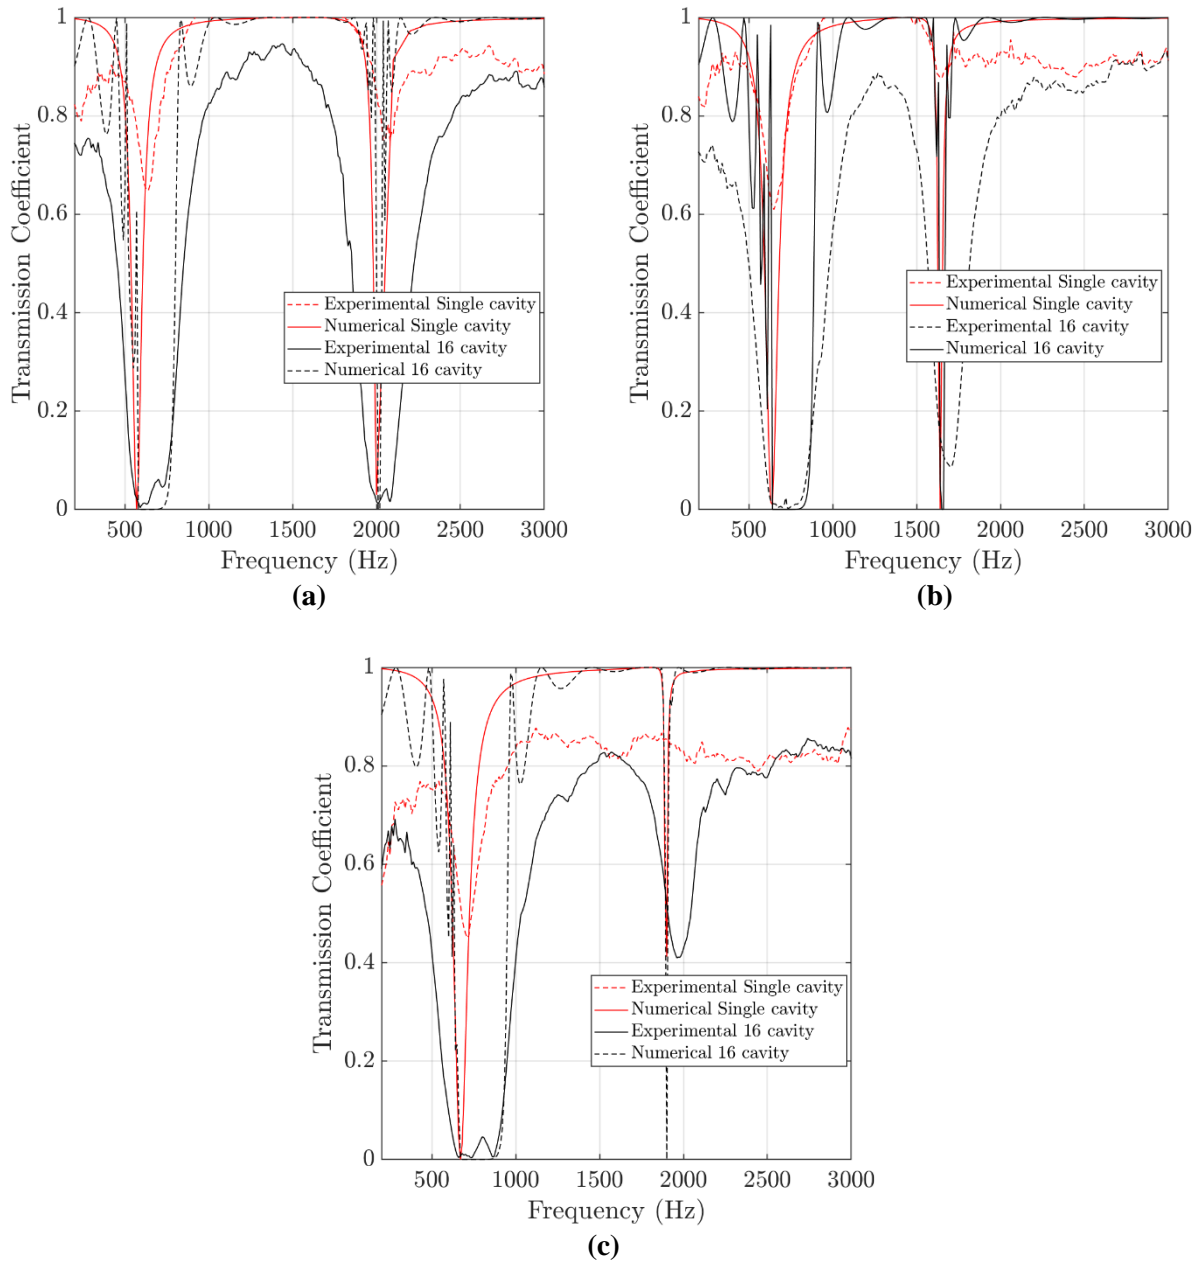 1
0.8
0.6
0.4
0.2
0
Transmission Coefficient
Experimental Single cavity
Numerical Single cavity
Experimental 16 cavity
Numerical 16 cavity
500 1000 1500 2000 2500 3000
Frequency (Hz)
(a)
1
0.8
0.6
0.4
0.2
0
Transmission Coefficient
Experimental Single cavity
Numerical Single cavity
Experimental 16 cavity
Numerical 16 cavity
500 1000 1500 2000 2500 3000
Frequency (Hz)
(b)
1
0.8
0.6
0.4
0.2
0
Transmission Coefficient
Experimental Single cavity
Numerical Single cavity
Experimental 16 cavity
Numerical 16 cavity
500 1000 1500 2000 2500 3000
Frequency (Hz)
(c)